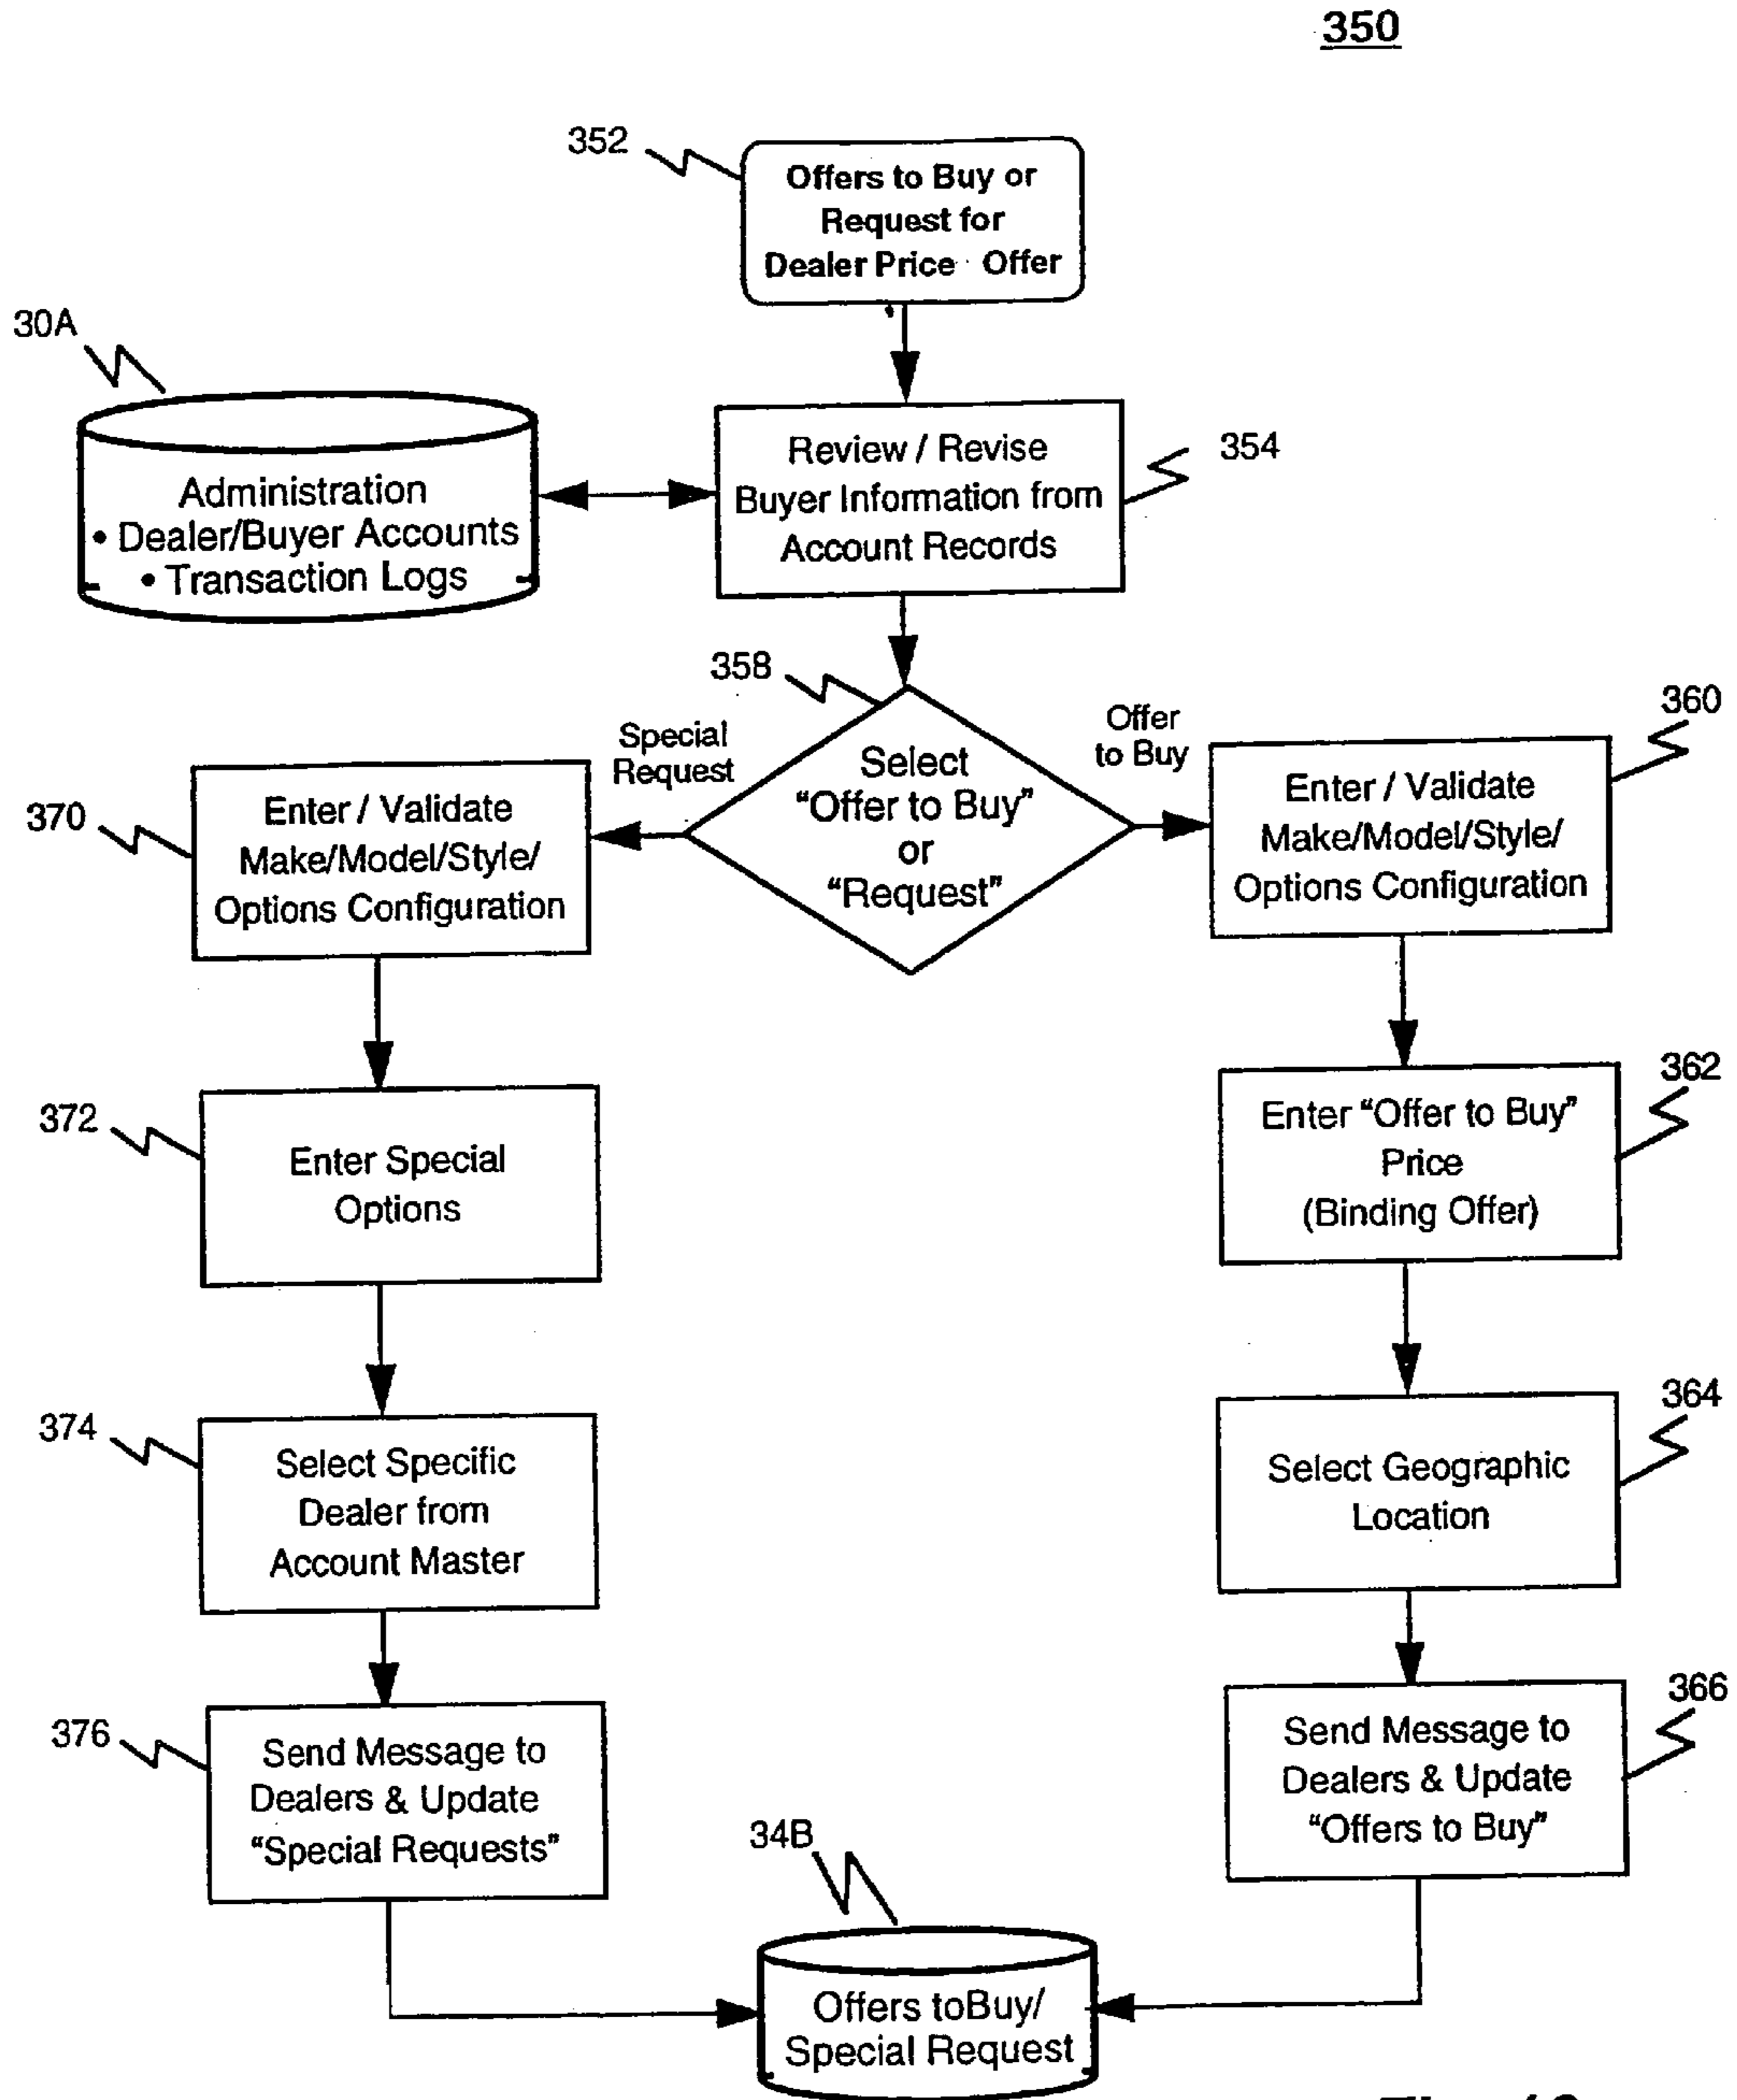 350
352
Offers to Buy or
Request for
Dealer Price Offer
30A
Administration
• Dealer/Buyer Accounts
• Transaction Logs
Review / Revise
Buyer Information from
Account Records
354
358
Select
“Offer to Buy”
or
“Request”
Special
Request
Offer
to Buy
370
Enter / Validate
Make/Model/Style/
Options Configuration
360
Enter / Validate
Make/Model/Style/
Options Configuration
372
Enter Special
Options
362
Enter “Offer to Buy”
Price
(Binding Offer)
374
Select Specific
Dealer from
Account Master
364
Select Geographic
Location
376
Send Message to
Dealers & Update
“Special Requests”
366
Send Message to
Dealers & Update
“Offers to Buy”
34B
Offers toBuy/
Special Request